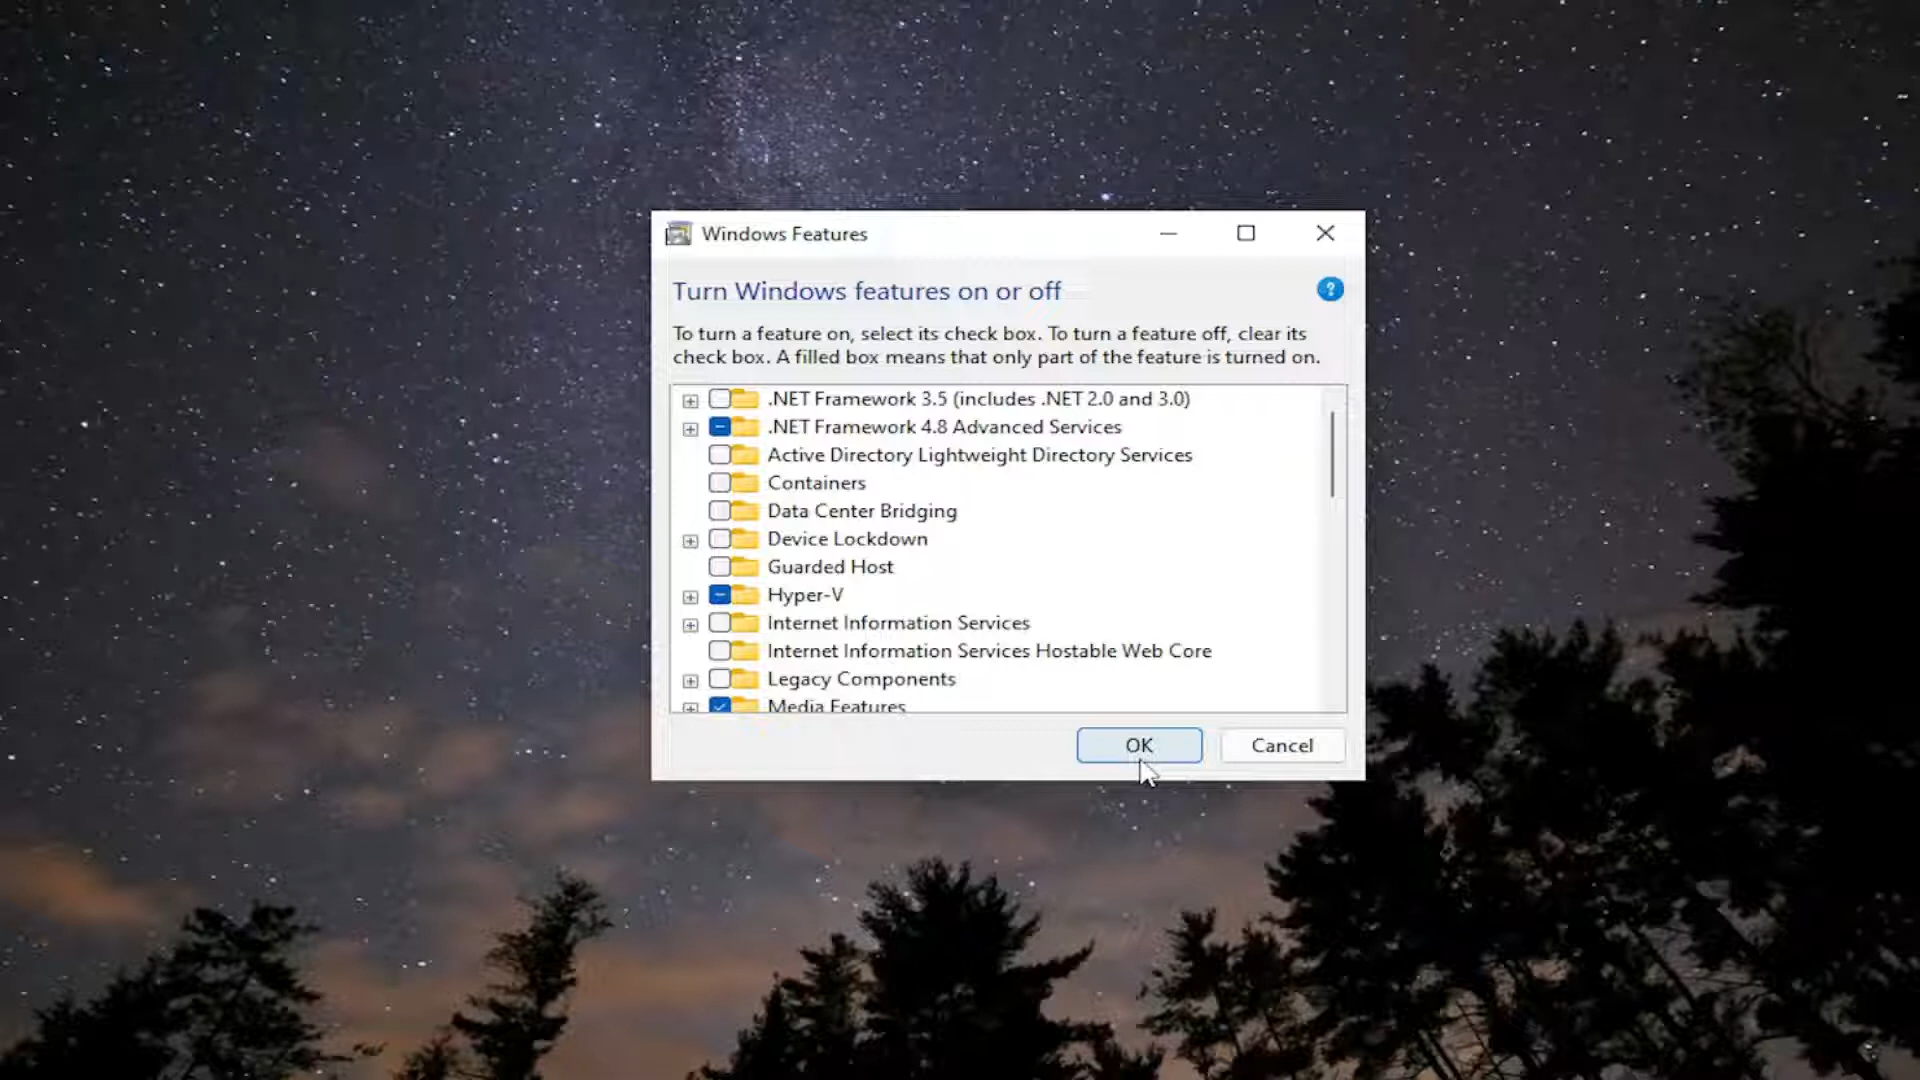 Windows Features
Turn Windows features on or off
?
To turn a feature on, select its check box. To turn a feature off, clear its
check box. A filled box means that only part of the feature is turned on.
.NET Framework 3.5 (includes .NET 2.0 and 3.0)
.NET Framework 4.8 Advanced Services
Active Directory Lightweight Directory Services
Containers
Data Center Bridging
Device Lockdown
Guarded Host
Hyper-V
Internet Information Services
Internet Information Services Hostable Web Core
Legacy Components
Media Features
OK
Cancel